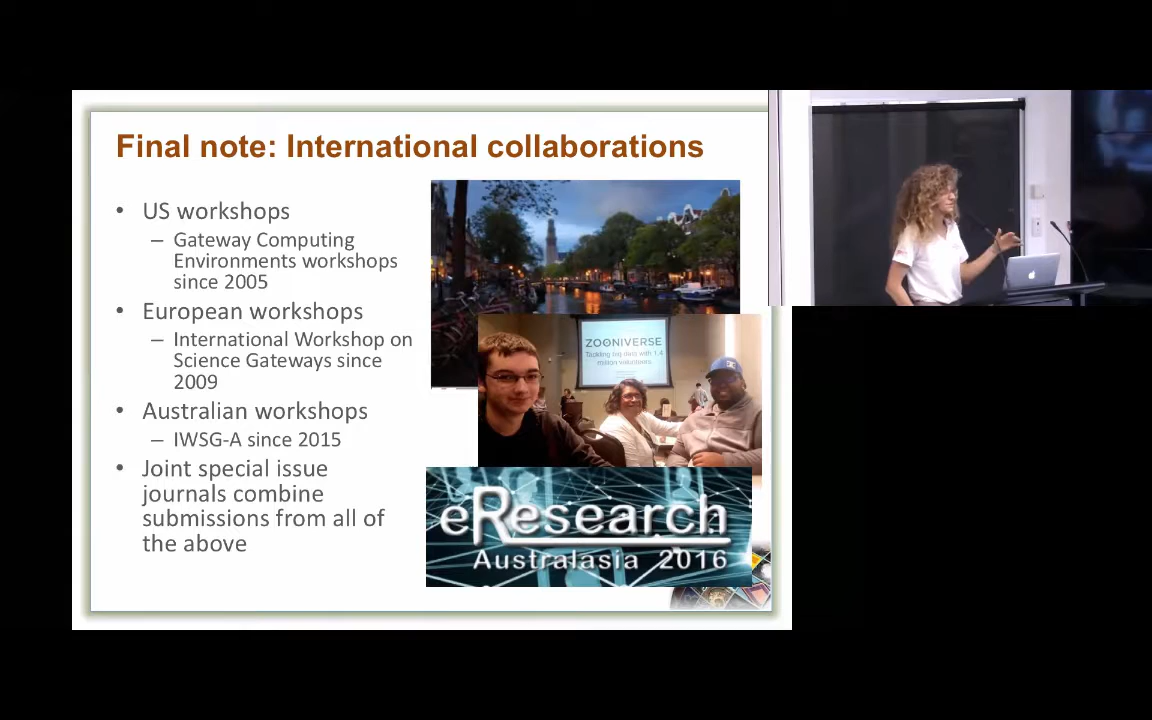 Final note: International collaborations
• US workshops
– Gateway Computing
Environments workshops
since 2005
• European workshops
– International Workshop on
Science Gateways since
2009
• Australian workshops
– IWSG-A since 2015
• Joint special issue
journals combine
submissions from all of
the above
ZOONIVERSE
Tackling big data with 1.4
million volunteers
eResearch
Australasia 2016